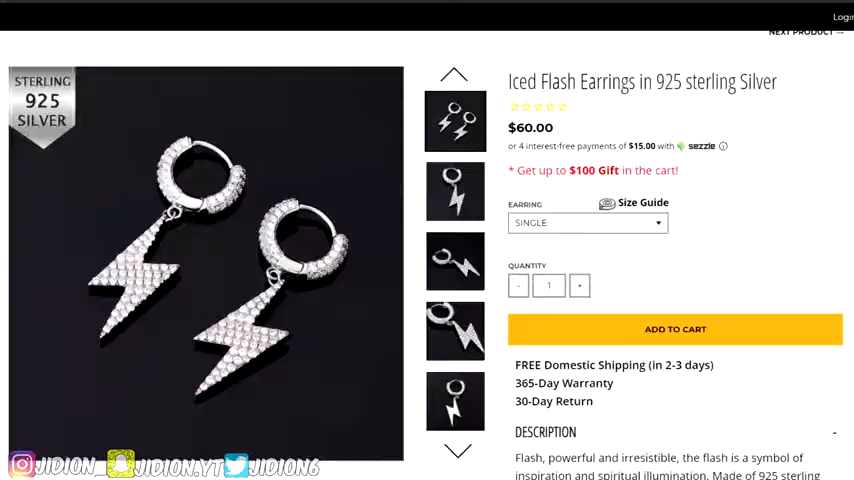 Login
NEXT PRODUCT →
STERLING
925
SILVER
Iced Flash Earrings in 925 sterling Silver
$60.00
or 4 interest-free payments of $15.00 with sezzle
* Get up to $100 Gift in the cart!
EARRING
Size Guide
SINGLE
QUANTITY
- 1 +
ADD TO CART
FREE Domestic Shipping (in 2-3 days)
365-Day Warranty
30-Day Return
DESCRIPTION -
Flash, powerful and irresistible, the flash is a symbol of
inspiration and spiritual illumination. Made of 925 sterling
JIDION_ JIDION.YT JIDION6